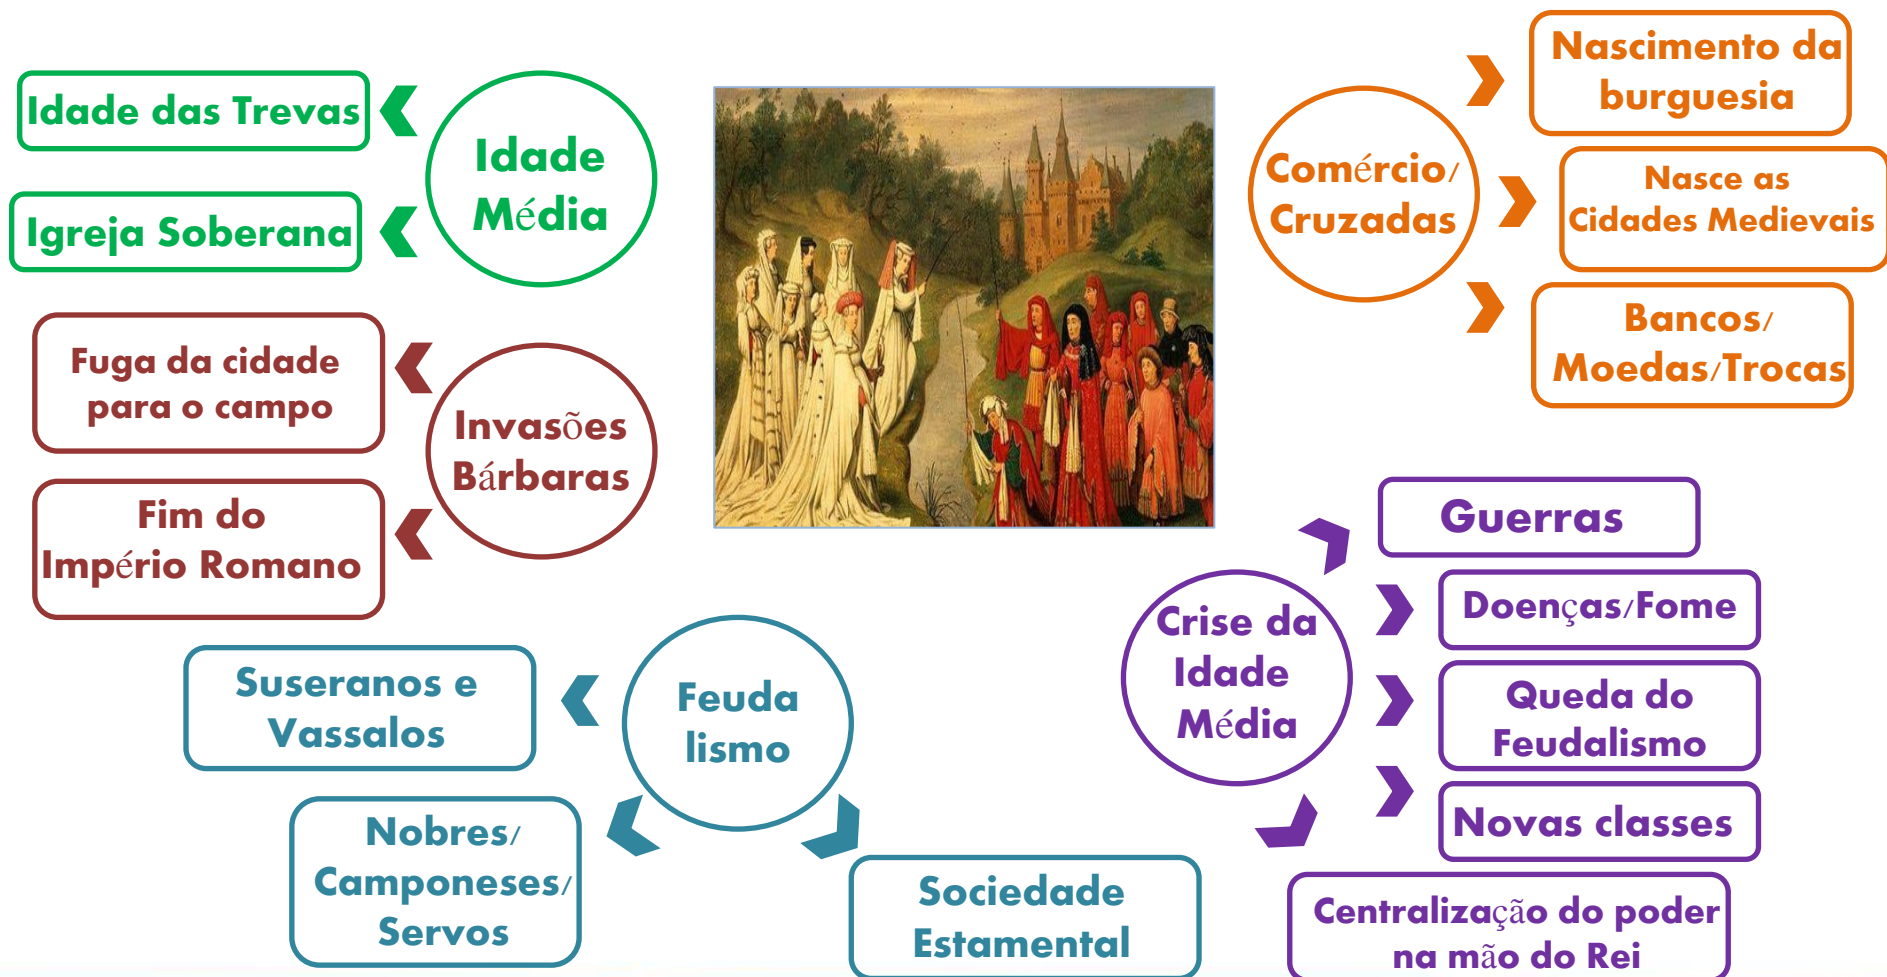 Idade
Média
Idade das Trevas
Igreja Soberana
Invasões
Bárbaras
Fuga da cidade
para o campo
Fim do
Império Romano
Feuda
lismo
Suseranos e
Vassalos
Nobres/
Camponeses/
Servos
Sociedade
Estamental
Comércio/
Cruzadas
Nascimento da
burguesia
Nasce as
Cidades Medievais
Bancos/
Moedas/Trocas
Crise da
Idade
Média
Guerras
Doenças/Fome
Queda do
Feudalismo
Novas classes
Centralização do poder
na mão do Rei